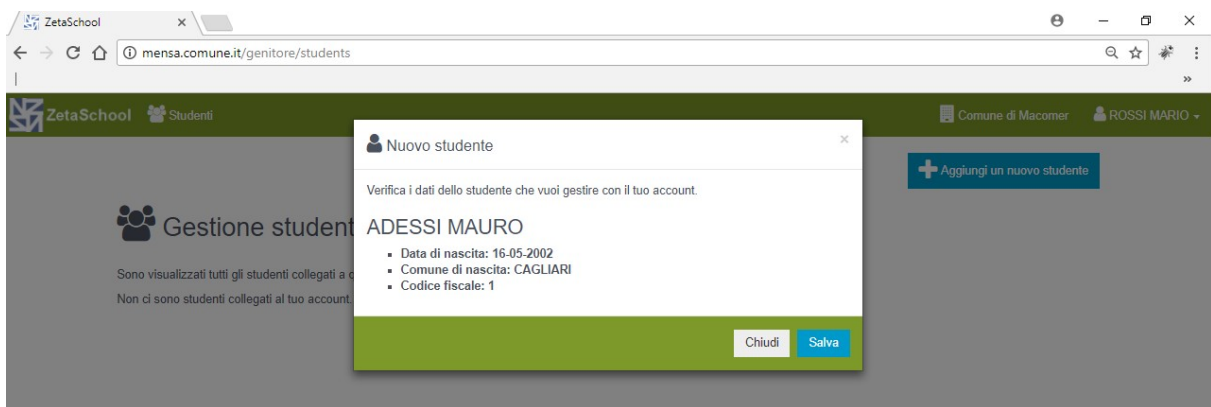 ZetaSchool
mensa.comune.it/genitore/students
ZetaSchool Studenti Comune di Macomer ROSSI MARIO
Nuovo studente ×
Aggiungi un nuovo studente
Verifica i dati dello studente che vuoi gestire con il tuo account.
ADESSI MAURO
Gestione student
Data di nascita: 16-05-2002
Comune di nascita: CAGLIARI
Codice fiscale: 1
Sono visualizzati tutti gli studenti collegati a
Non ci sono studenti collegati al tuo account.
Chiudi Salva